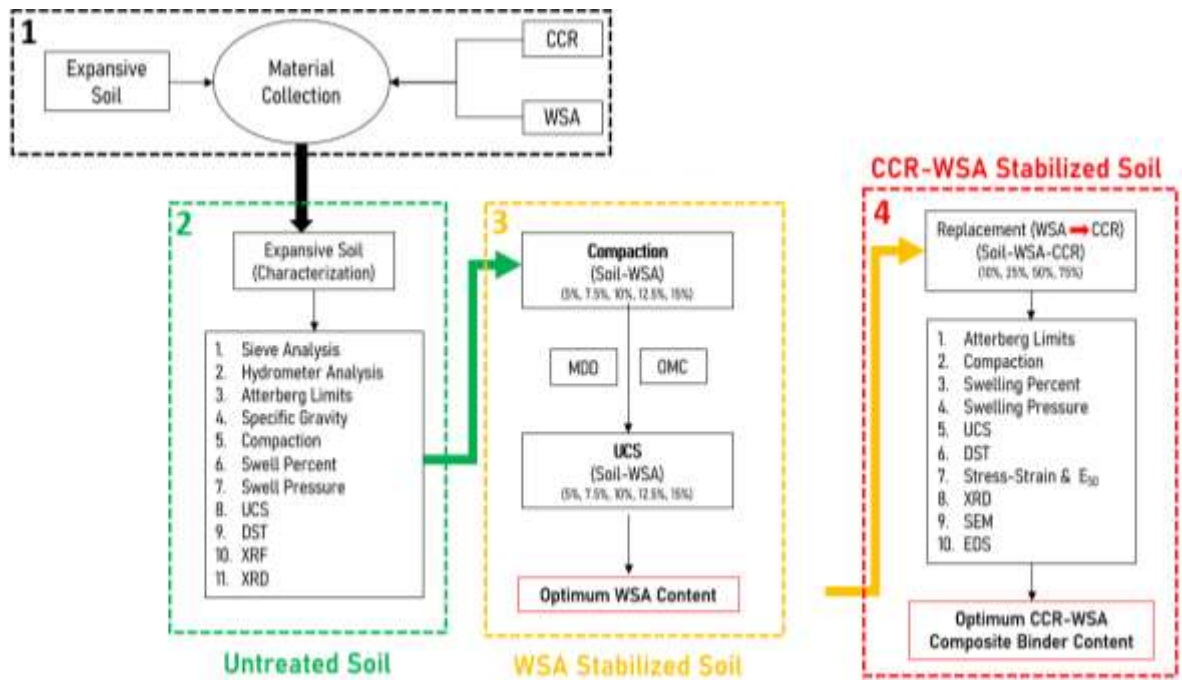 1
Expansive
Soil
Material
Collection
CCR
WSA
2
Expansive Soil
(Characterization)
1. Sieve Analysis
2. Hydrometer Analysis
3. Atterberg Limits
4. Specific Gravity
5. Compaction
6. Swell Percent
7. Swell Pressure
8. UCS
9. DST
10. XRF
11. XRD
Untreated Soil
3
Compaction
(Soil-WSA)
(5%, 7.5%, 10%, 12.5%, 15%)
MDD
OMC
UCS
(Soil-WSA)
(5%, 7.5%, 10%, 12.5%, 15%)
Optimum WSA Content
WSA Stabilized Soil
CCR-WSA Stabilized Soil
4
Replacement (WSA ➡ CCR)
(Soil-WSA-CCR)
(10%, 25%, 50%, 75%)
1. Atterberg Limits
2. Compaction
3. Swelling Percent
4. Swelling Pressure
5. UCS
6. DST
7. Stress-Strain & E₅₀
8. XRD
9. SEM
10. EDS
Optimum CCR-WSA
Composite Binder Content